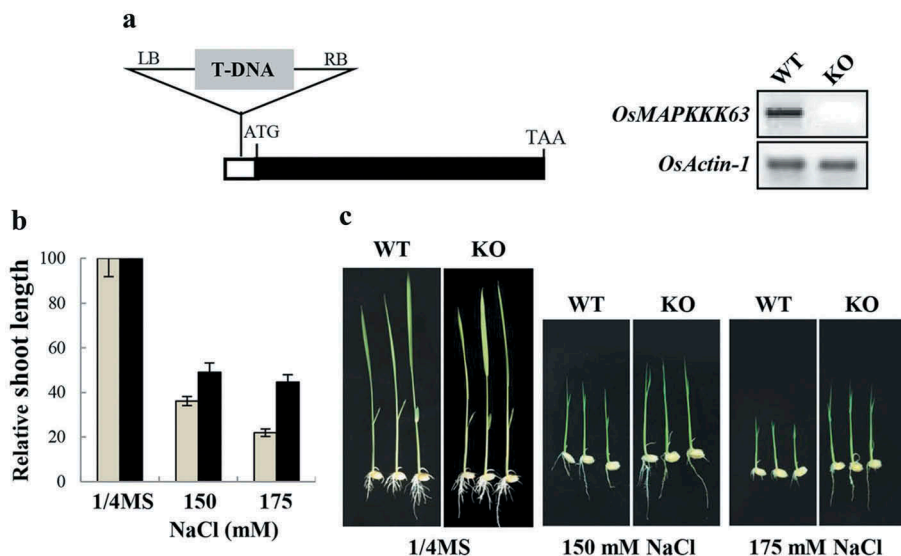 a
LB
T-DNA
RB
ATG
TAA
WT KO
OsMAPKKK63
OsActin-1
b
Relative shoot length
100
80
60
40
20
0
1/4MS 150 175
NaCl (mM)
c
WT KO
WT KO
WT KO
1/4MS
150 mM NaCl
175 mM NaCl